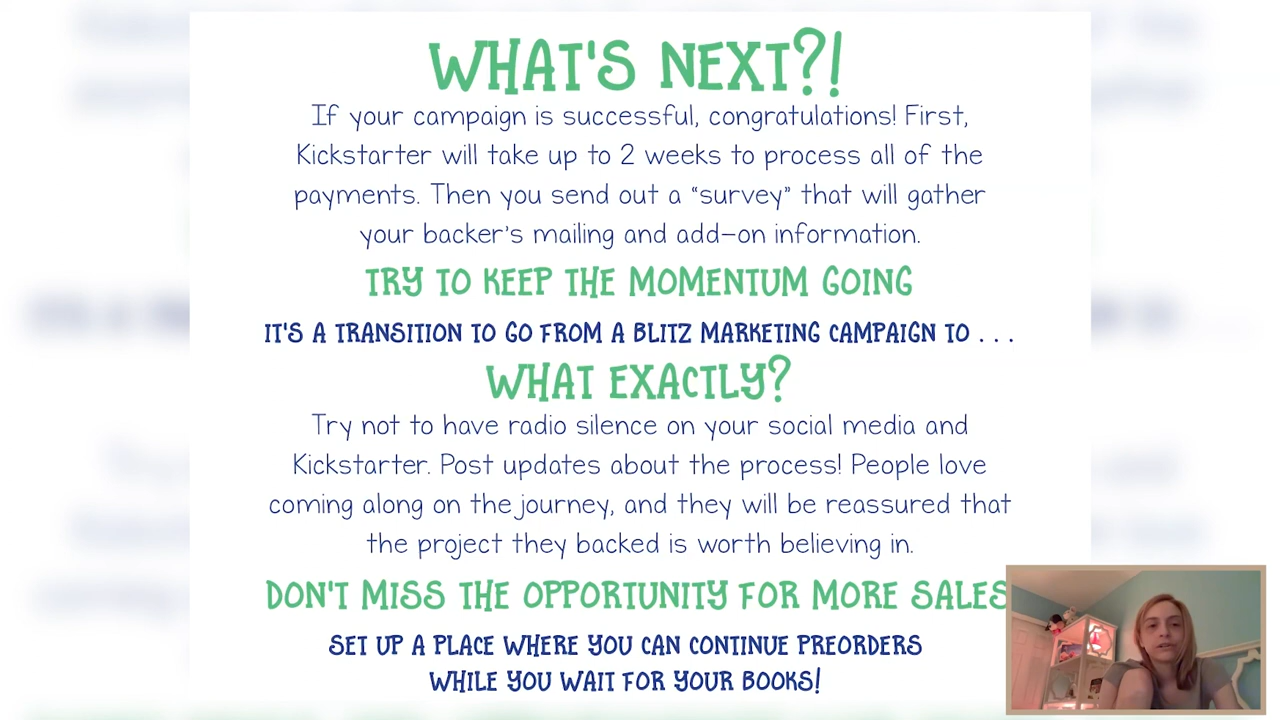 WHAT'S NEXT?!
If your campaign is successful, congratulations! First,
Kickstarter will take up to 2 weeks to process all of the
payments. Then you send out a “survey” that will gather
your backer's mailing and add-on information.
TRY TO KEEP THE MOMENTUM GOING
IT'S A TRANSITION TO GO FROM A BLITZ MARKETING CAMPAIGN TO . . .
WHAT EXACTLY?
Try not to have radio silence on your social media and
Kickstarter. Post updates about the process! People love
coming along on the journey, and they will be reassured that
the project they backed is worth believing in.
DON'T MISS THE OPPORTUNITY FOR MORE SALES
SET UP A PLACE WHERE YOU CAN CONTINUE PREORDERS
WHILE YOU WAIT FOR YOUR BOOKS!